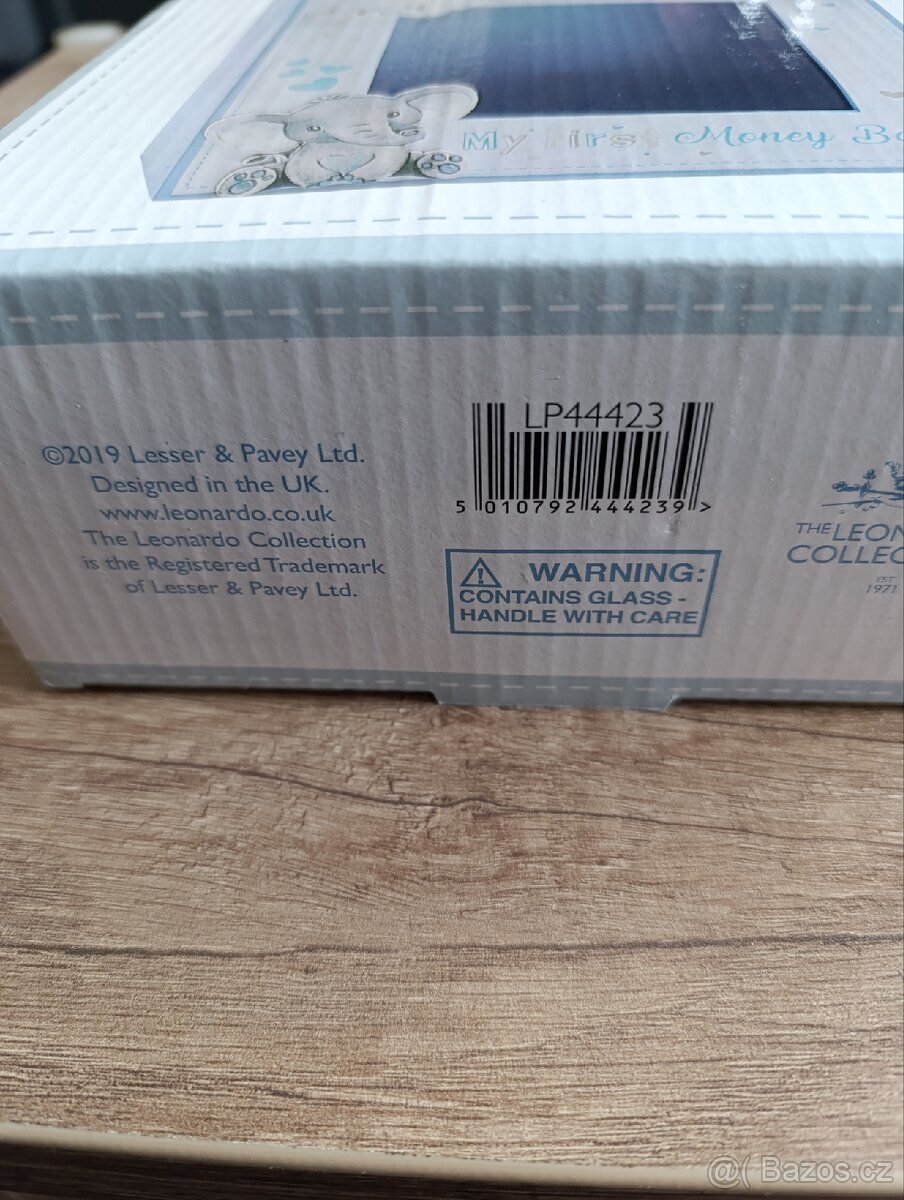 My first Money
©2019 Lesser & Pavey Ltd.
Designed in the UK.
www.leonardo.co.uk
The Leonardo Collection
is the Registered Trademark
of Lesser & Pavey Ltd.
LP44423
5 010792 444239 >
WARNING:
CONTAINS GLASS -
HANDLE WITH CARE
THE LEON
COLLEC
EST
1971
@( Bazos.cz